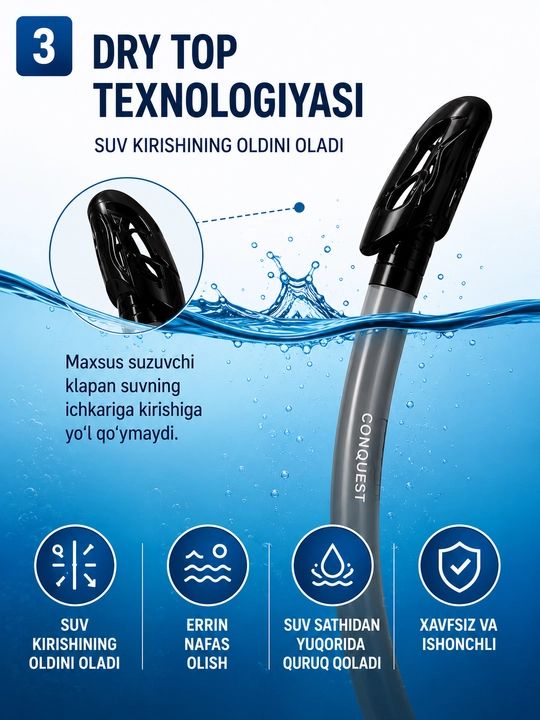 3
DRY TOP
TEXNOLOGIYASI
SUV KIRISHINING OLDINI OLADI
Maxsus suzuvchi
klapan suvning
ichkariga kirishiga
yo‘l qo‘ymaydi.
CONQUEST
SUV
KIRISHINING
OLDINI OLADI
ERRIN
NAFAS
OLISH
SUV SATHIDAN
YUQORIDA
QURUQ QOLADI
XAVFSIZ VA
ISHONCHLI